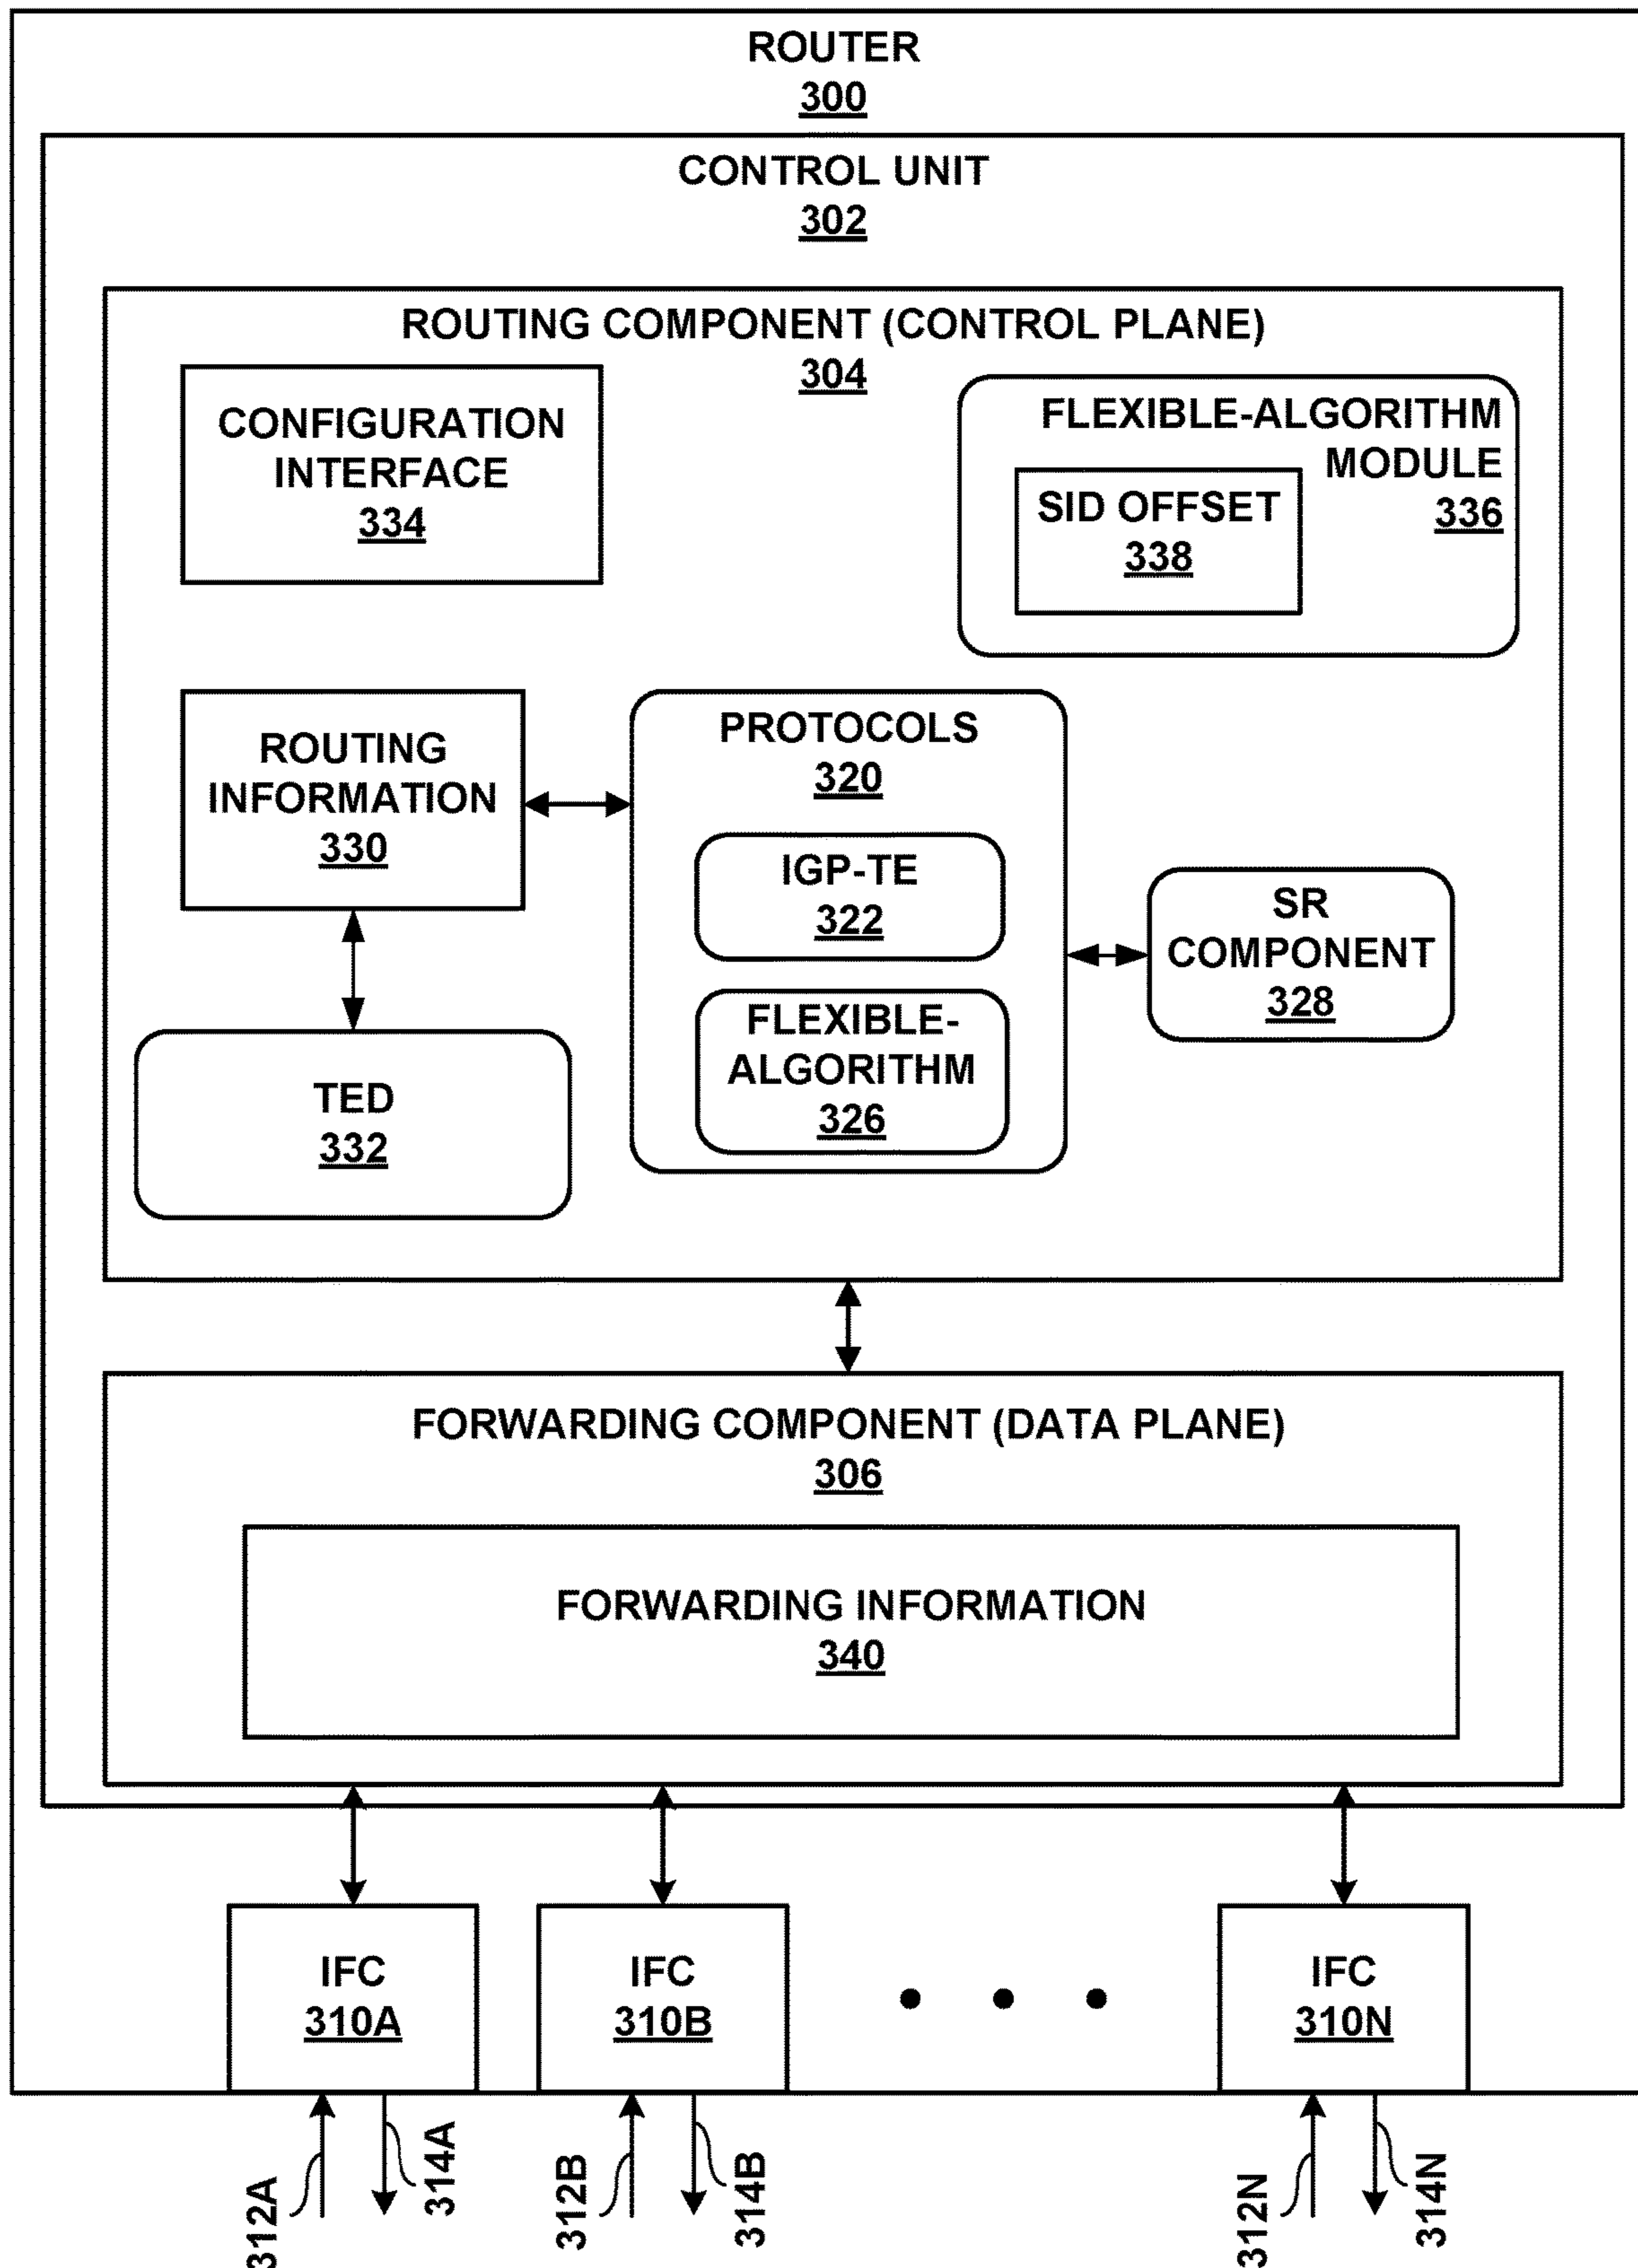 ROUTER
300
CONTROL UNIT
302
ROUTING COMPONENT (CONTROL PLANE)
304
CONFIGURATION
INTERFACE
334
FLEXIBLE-ALGORITHM
MODULE
336
SID OFFSET
338
ROUTING
INFORMATION
330
PROTOCOLS
320
IGP-TE
322
FLEXIBLE-
ALGORITHM
326
SR
COMPONENT
328
TED
332
FORWARDING COMPONENT (DATA PLANE)
306
FORWARDING INFORMATION
340
IFC
310A
IFC
310B
IFC
310N
312A
314A
312B
314B
312N
314N